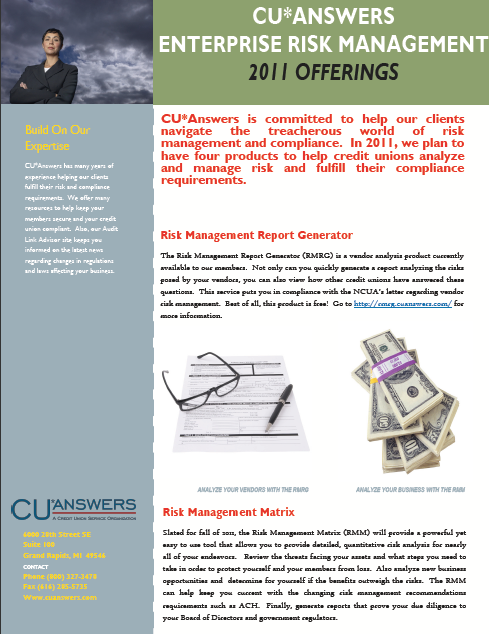 CU*ANSWERS
ENTERPRISE RISK MANAGEMENT
2011 OFFERINGS
Build On Our
Expertise
CU*Answers has many years of
experience helping our clients
fulfill their risk and compliance
requirements. We offer many
resources to help keep your
members secure and your credit
union compliant. Also, our Audit
Link Advisor site keeps you
informed on the latest news
regarding changes in regulations
and laws affecting your business.
CU*ANSWERS
A CREDIT UNION SERVICE ORGANIZATION
6000 28th Street SE
Suite 100
Grand Rapids, MI 49546
CONTACT
Phone (800) 327-3478
Fax (616) 285-5735
Www.cuanswers.com
CU*Answers is committed to help our clients
navigate the treacherous world of risk
management and compliance. In 2011, we plan to
have four products to help credit unions analyze
and manage risk and fulfill their compliance
requirements.
Risk Management Report Generator
The Risk Management Report Generator (RMRG) is a vendor analysis product currently
available to our members. Not only can you quickly generate a report analyzing the risks
posed by your vendors, you can also view how other credit unions have answered these
questions. This service puts you in compliance with the NCUA's letter regarding vendor
risk management. Best of all, this product is free! Go to http://rmrg.cuanswers.com/ for
more information.
ANALYZE YOUR VENDORS WITH THE RMRG
ANALYZE YOUR BUSINESS WITH THE RMM
Risk Management Matrix
Slated for fall of 2011, the Risk Management Matrix (RMM) will provide a powerful yet
easy to use tool that allows you to provide detailed, quantitative risk analysis for nearly
all of your endeavors. Review the threats facing your assets and what steps you need to
take in order to protect yourself and your members from loss. Also analyze new business
opportunities and determine for yourself if the benefits outweigh the risks. The RMM
can help keep you current with the changing risk management recommendations
requirements such as ACH. Finally, generate reports that prove your due diligence to
your Board of Directors and government regulators.